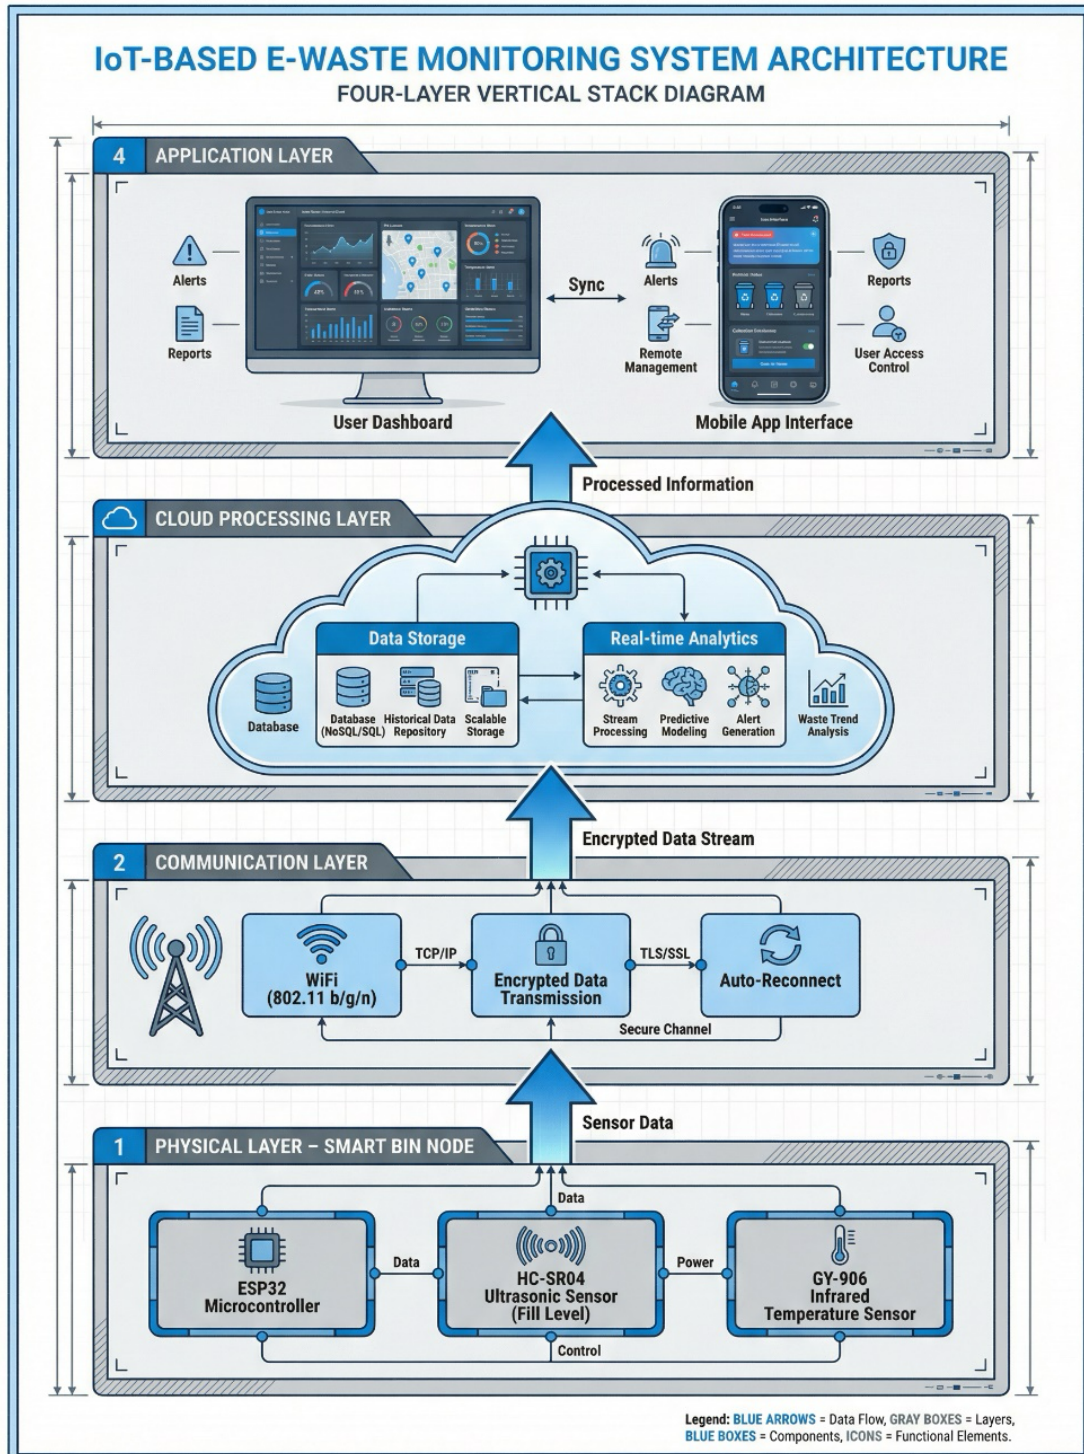 IoT-BASED E-WASTE MONITORING SYSTEM ARCHITECTURE
FOUR-LAYER VERTICAL STACK DIAGRAM
4 APPLICATION LAYER
Alerts
Reports
User Dashboard
Sync
Alerts
Remote
Management
Reports
User Access
Control
Mobile App Interface
Processed Information
CLOUD PROCESSING LAYER
Data Storage
Real-time Analytics
Database
Database
(NoSQL/SQL)
Historical Data
Repository
Scalable
Storage
Stream
Processing
Predictive
Modeling
Alert
Generation
Waste Trend
Analysis
Encrypted Data Stream
2 COMMUNICATION LAYER
WiFi
(802.11 b/g/n)
TCP/IP
Encrypted Data
Transmission
TLS/SSL
Auto-Reconnect
Secure Channel
Sensor Data
1 PHYSICAL LAYER – SMART BIN NODE
Data
ESP32
Microcontroller
Data
HC-SR04
Ultrasonic Sensor
(Fill Level)
Power
GY-906
Infrared
Temperature Sensor
Control
Legend: BLUE ARROWS = Data Flow, GRAY BOXES = Layers,
BLUE BOXES = Components, ICONS = Functional Elements.